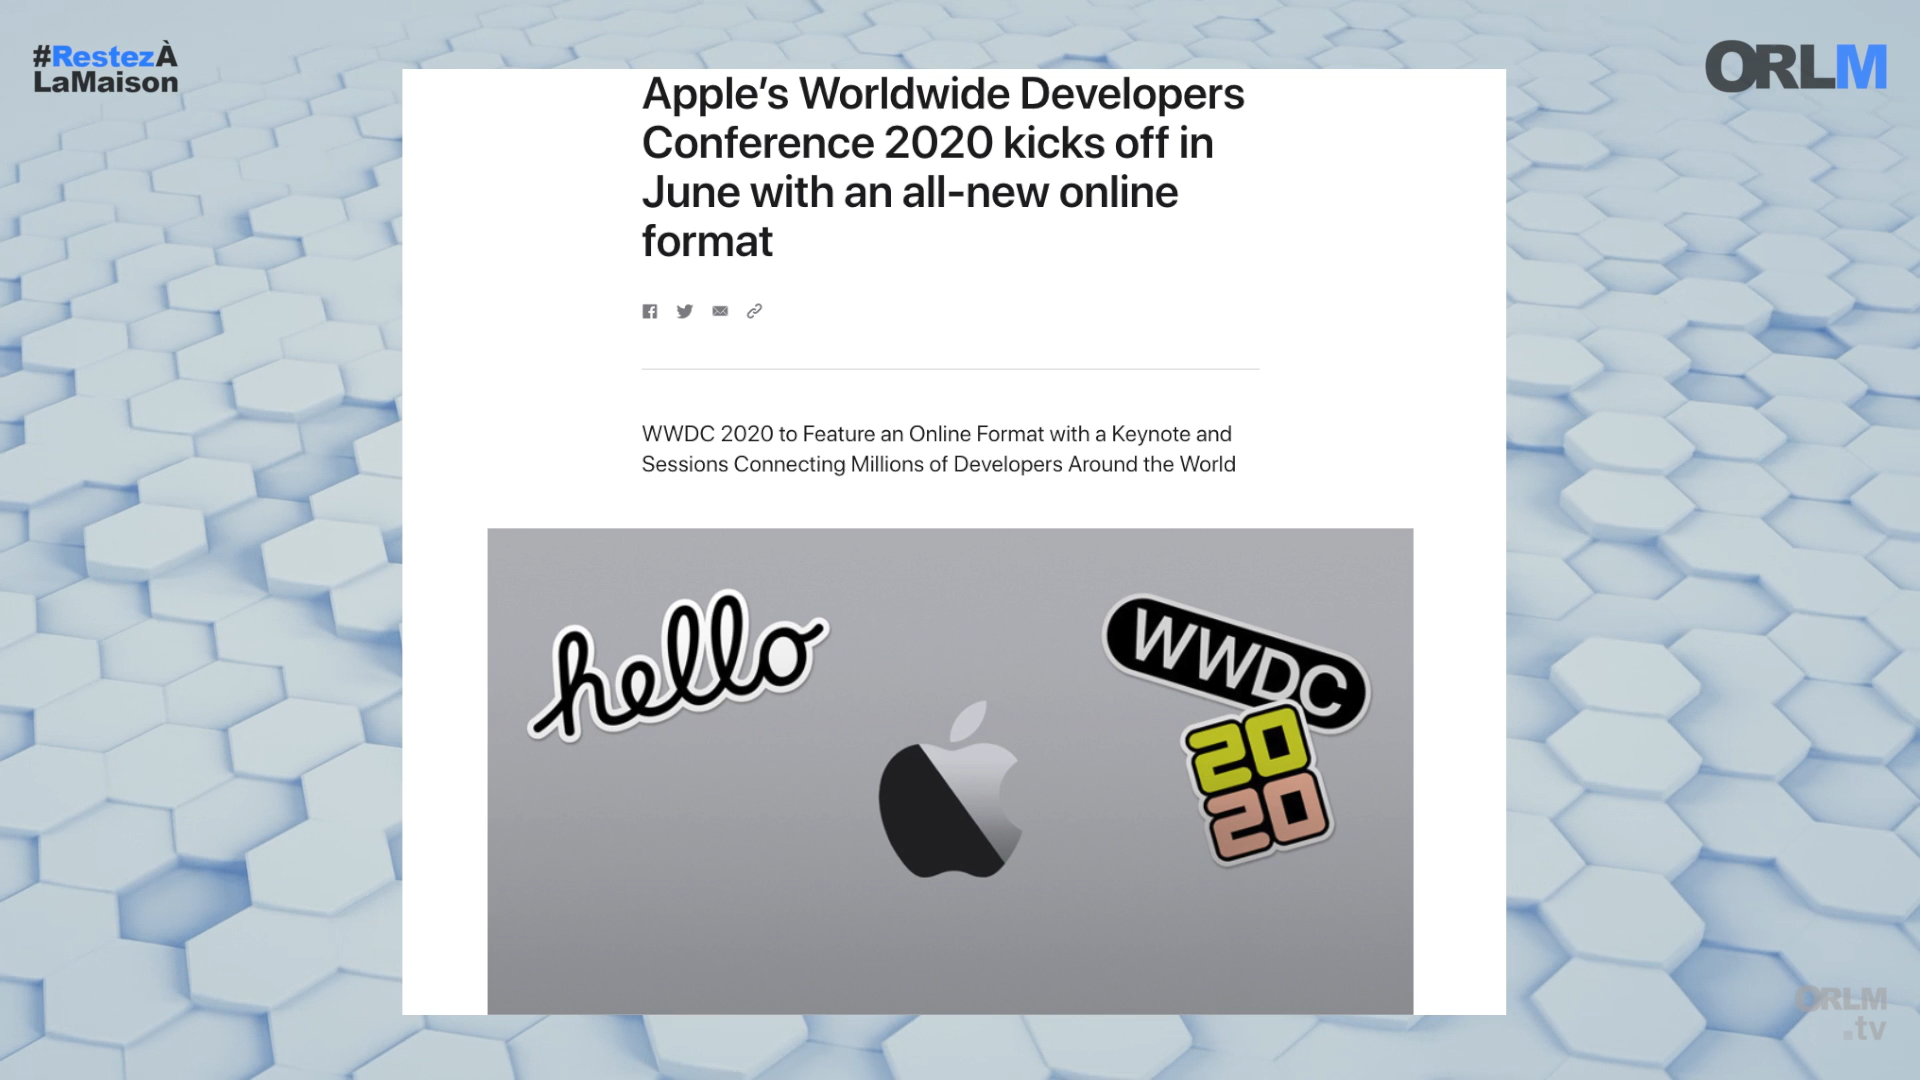 #RestezÀ
LaMaison
ORLM
Apple’s Worldwide Developers
Conference 2020 kicks off in
June with an all-new online
format
WWDC 2020 to Feature an Online Format with a Keynote and
Sessions Connecting Millions of Developers Around the World
hello
WWDC
20
20
ORLM
.tv